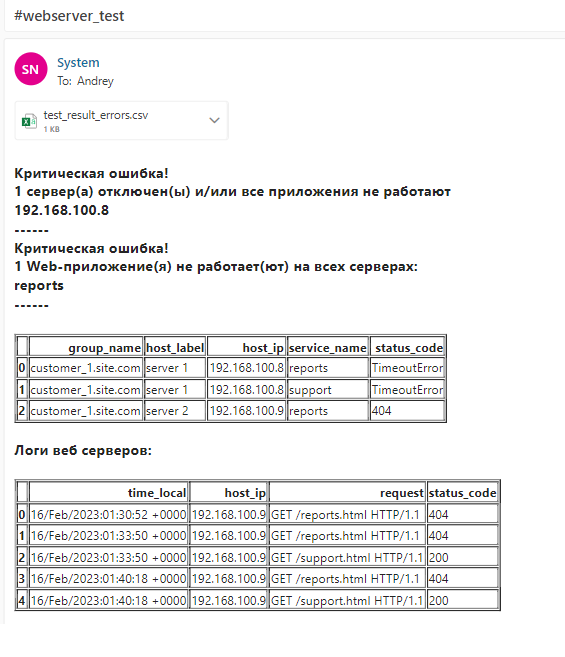 #webserver_test
SN
System
To: Andrey
test_result_errors.csv
1 KB
Критическая ошибка!
1 сервер(а) отключен(ы) и/или все приложения не работают
192.168.100.8
------
Критическая ошибка!
1 Web-приложение(я) не работает(ют) на всех серверах:
reports
------
group_name host_label host_ip service_name status_code
0 customer_1.site.com server 1 192.168.100.8 reports TimeoutError
1 customer_1.site.com server 1 192.168.100.8 support TimeoutError
2 customer_1.site.com server 2 192.168.100.9 reports 404
Логи веб серверов:
time_local host_ip request status_code
0 16/Feb/2023:01:30:52 +0000 192.168.100.9 GET /reports.html HTTP/1.1 404
1 16/Feb/2023:01:33:50 +0000 192.168.100.9 GET /reports.html HTTP/1.1 404
2 16/Feb/2023:01:33:50 +0000 192.168.100.9 GET /support.html HTTP/1.1 200
3 16/Feb/2023:01:40:18 +0000 192.168.100.9 GET /reports.html HTTP/1.1 404
4 16/Feb/2023:01:40:18 +0000 192.168.100.9 GET /support.html HTTP/1.1 200